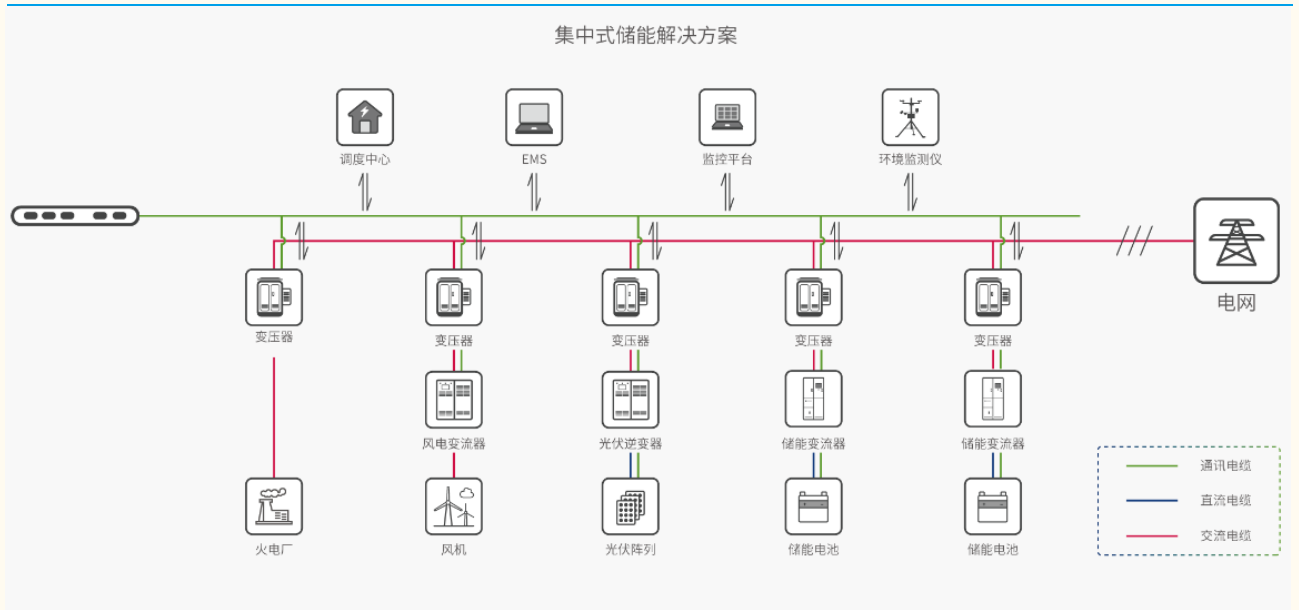 集中式储能解决方案
调度中心
EMS
监控平台
环境监测仪
电网
变压器
变压器
变压器
变压器
变压器
风电变流器
光伏逆变器
储能变流器
储能变流器
火电厂
风机
光伏阵列
储能电池
储能电池
通讯电缆
直流电缆
交流电缆